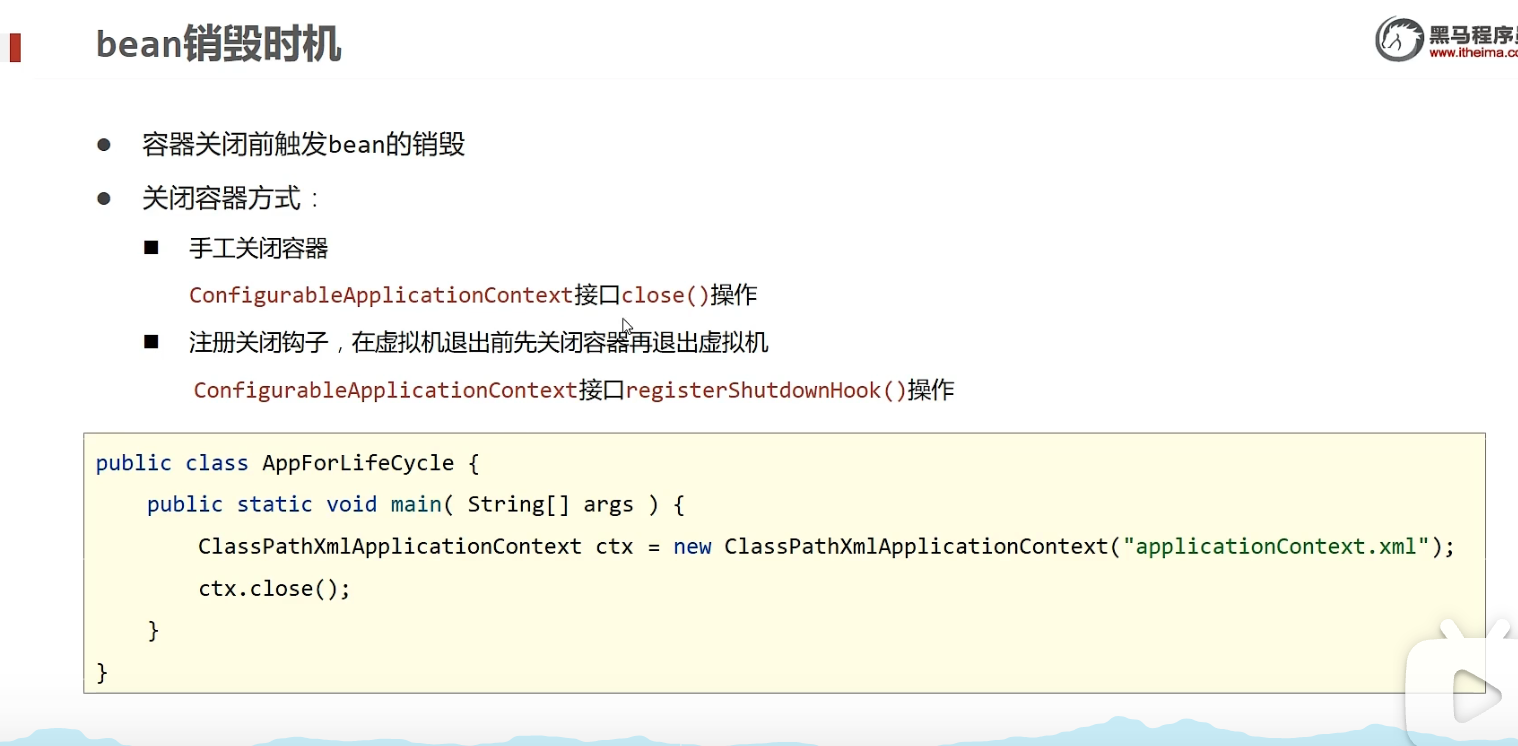 bean销毁时机
黑马程序员
www.itheima.co
● 容器关闭前触发bean的销毁
● 关闭容器方式：
■ 手工关闭容器
ConfigurableApplicationContext接口close()操作
■ 注册关闭钩子，在虚拟机退出前先关闭容器再退出虚拟机
ConfigurableApplicationContext接口registerShutdownHook()操作
public class AppForLifeCycle {
    public static void main( String[] args ) {
        ClassPathXmlApplicationContext ctx = new ClassPathXmlApplicationContext("applicationContext.xml");
        ctx.close();
    }
}